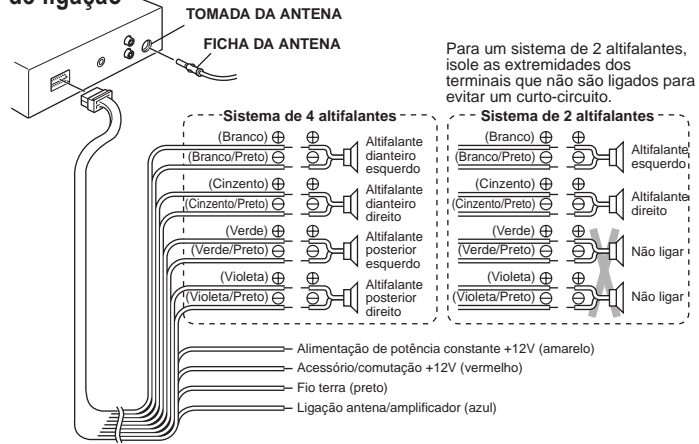 de ligação
TOMADA DA ANTENA
FICHA DA ANTENA
Para um sistema de 2 altifalantes,
isole as extremidades dos
terminais que não são ligados para
evitar um curto-circuito.
Sistema de 4 altifalantes
(Branco) ⊕ ⊕
(Branco/Preto) ⊖ ⊖
Altifalante
dianteiro
esquerdo
(Cinzento) ⊕ ⊕
(Cinzento/Preto) ⊖ ⊖
Altifalante
dianteiro
direito
(Verde) ⊕ ⊕
(Verde/Preto) ⊖ ⊖
Altifalante
posterior
esquerdo
(Violeta) ⊕ ⊕
(Violeta/Preto) ⊖ ⊖
Altifalante
posterior
direito
Sistema de 2 altifalantes
(Branco) ⊕ ⊕
(Branco/Preto) ⊖ ⊖
Altifalante
esquerdo
(Cinzento) ⊕ ⊕
(Cinzento/Preto) ⊖ ⊖
Altifalante
direito
(Verde) ⊕ ⊕
(Verde/Preto) ⊖ ⊖
Não ligar
(Violeta) ⊕ ⊕
(Violeta/Preto) ⊖ ⊖
Não ligar
Alimentação de potência constante +12V (amarelo)
Acessório/comutação +12V (vermelho)
Fio terra (preto)
Ligação antena/amplificador (azul)